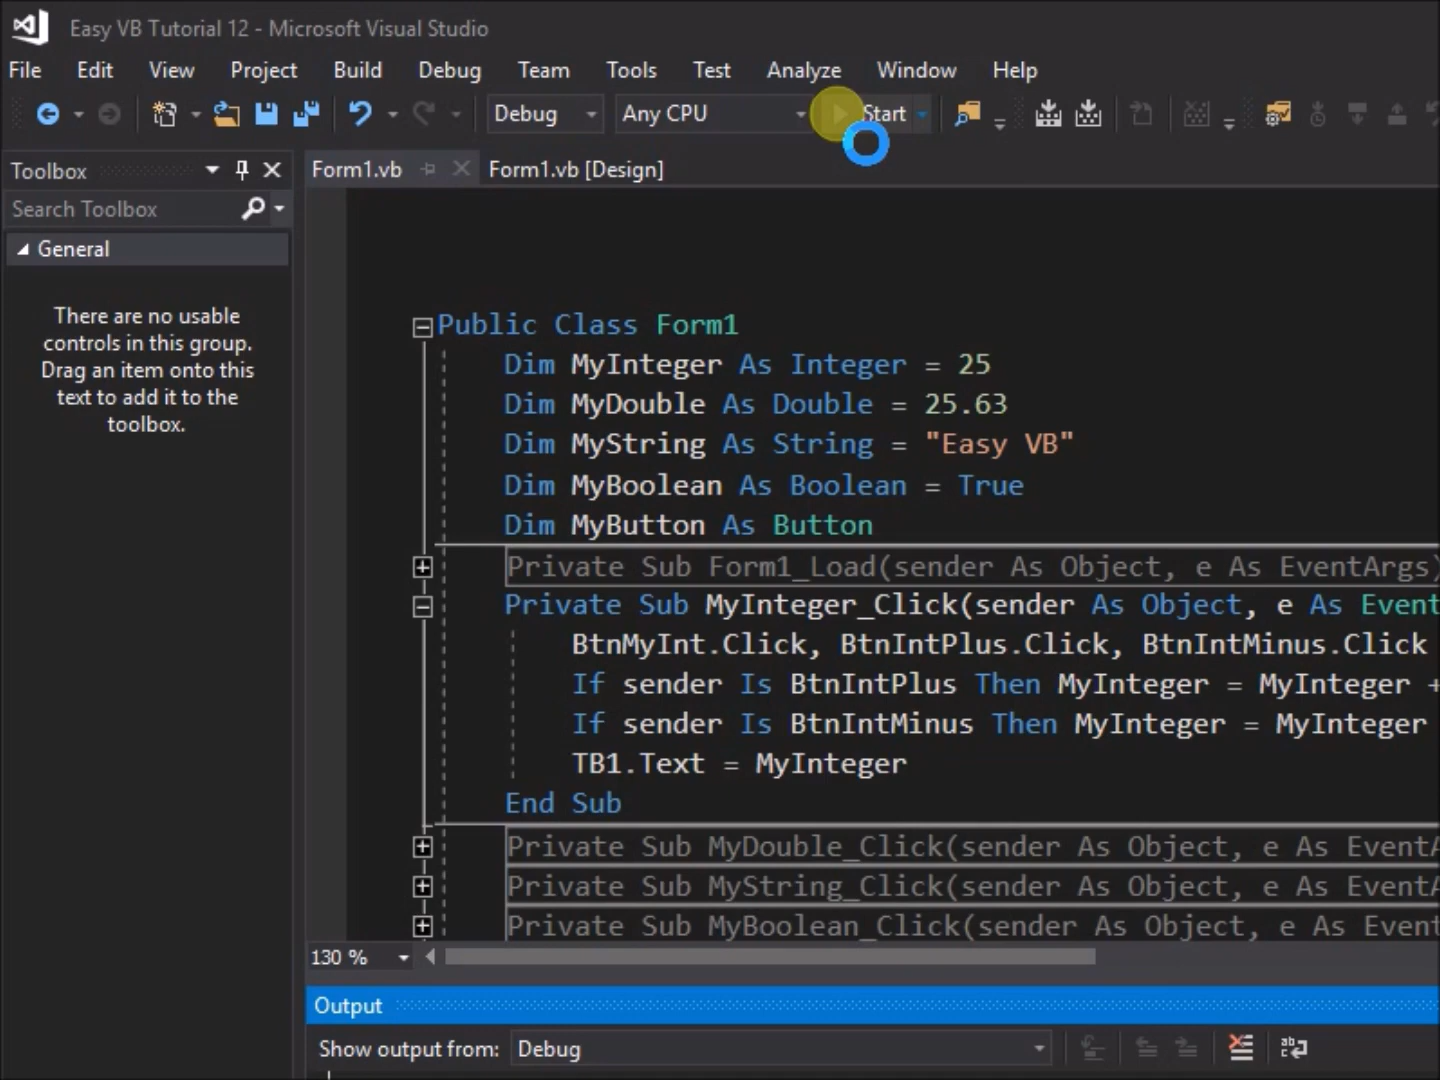 Easy VB Tutorial 12 - Microsoft Visual Studio
File Edit View Project Build Debug Team Tools Test Analyze Window Help
Debug Any CPU Start
Toolbox
Form1.vb Form1.vb [Design]
Search Toolbox
General
There are no usable
controls in this group.
Drag an item onto this
text to add it to the
toolbox.
Public Class Form1
Dim MyInteger As Integer = 25
Dim MyDouble As Double = 25.63
Dim MyString As String = "Easy VB"
Dim MyBoolean As Boolean = True
Dim MyButton As Button
Private Sub Form1_Load(sender As Object, e As EventArgs)
Private Sub MyInteger_Click(sender As Object, e As Event
BtnMyInt.Click, BtnIntPlus.Click, BtnIntMinus.Click
If sender Is BtnIntPlus Then MyInteger = MyInteger +
If sender Is BtnIntMinus Then MyInteger = MyInteger
TB1.Text = MyInteger
End Sub
Private Sub MyDouble_Click(sender As Object, e As EventA
Private Sub MyString_Click(sender As Object, e As EventA
Private Sub MyBoolean_Click(sender As Object, e As Event
130 %
Output
Show output from: Debug